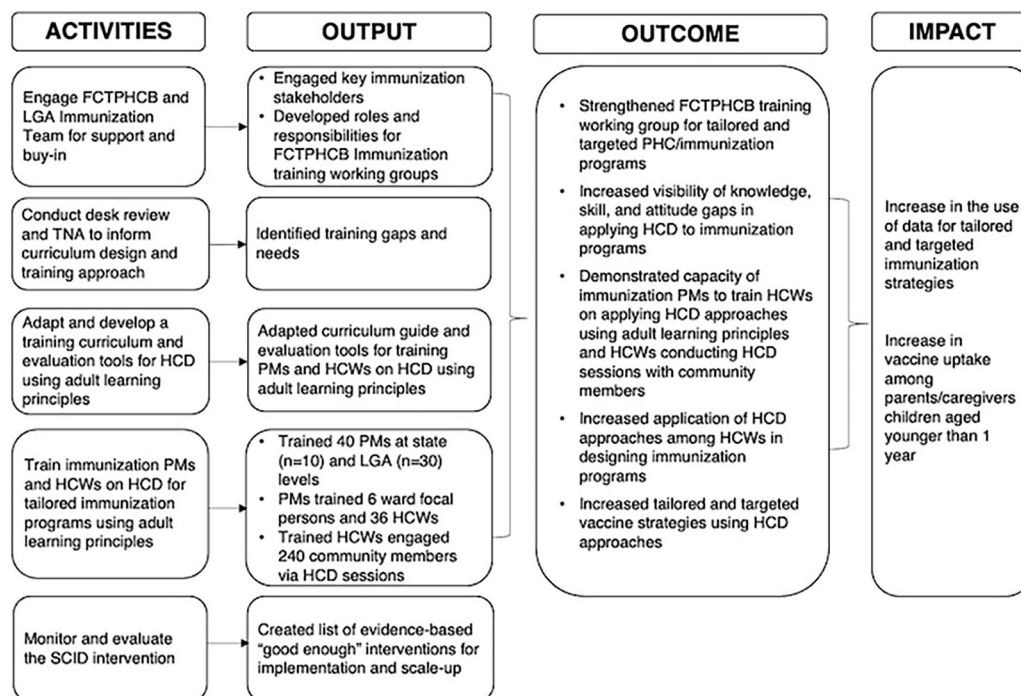 ACTIVITIES
Engage FCTPHCB and
LGA Immunization
Team for support and
buy-in
Conduct desk review
and TNA to inform
curriculum design and
training approach
Adapt and develop a
training curriculum and
evaluation tools for HCD
using adult learning
principles
Train immunization PMs
and HCWs on HCD for
tailored immunization
programs using adult
learning principles
Monitor and evaluate
the SCID intervention
OUTPUT
• Engaged key immunization
stakeholders
• Developed roles and
responsibilities for
FCTPHCB Immunization
training working groups
Identified training gaps and
needs
Adapted curriculum guide and
evaluation tools for training
PMs and HCWs on HCD using
adult learning principles
• Trained 40 PMs at state
(n=10) and LGA (n=30)
levels
• PMs trained 6 ward focal
persons and 36 HCWs
• Trained HCWs engaged
240 community members
via HCD sessions
Created list of evidence-based
“good enough” interventions for
implementation and scale-up
OUTCOME
• Strengthened FCTPHCB training
working group for tailored and
targeted PHC/immunization
programs
• Increased visibility of knowledge,
skill, and attitude gaps in
applying HCD to immunization
programs
• Demonstrated capacity of
immunization PMs to train HCWs
on applying HCD approaches
using adult learning principles
and HCWs conducting HCD
sessions with community
members
• Increased application of HCD
approaches among HCWs in
designing immunization
programs
• Increased tailored and targeted
vaccine strategies using HCD
approaches
IMPACT
Increase in the use
of data for tailored
and targeted
immunization
strategies
Increase in
vaccine uptake
among
parents/caregivers
children aged
younger than 1
year